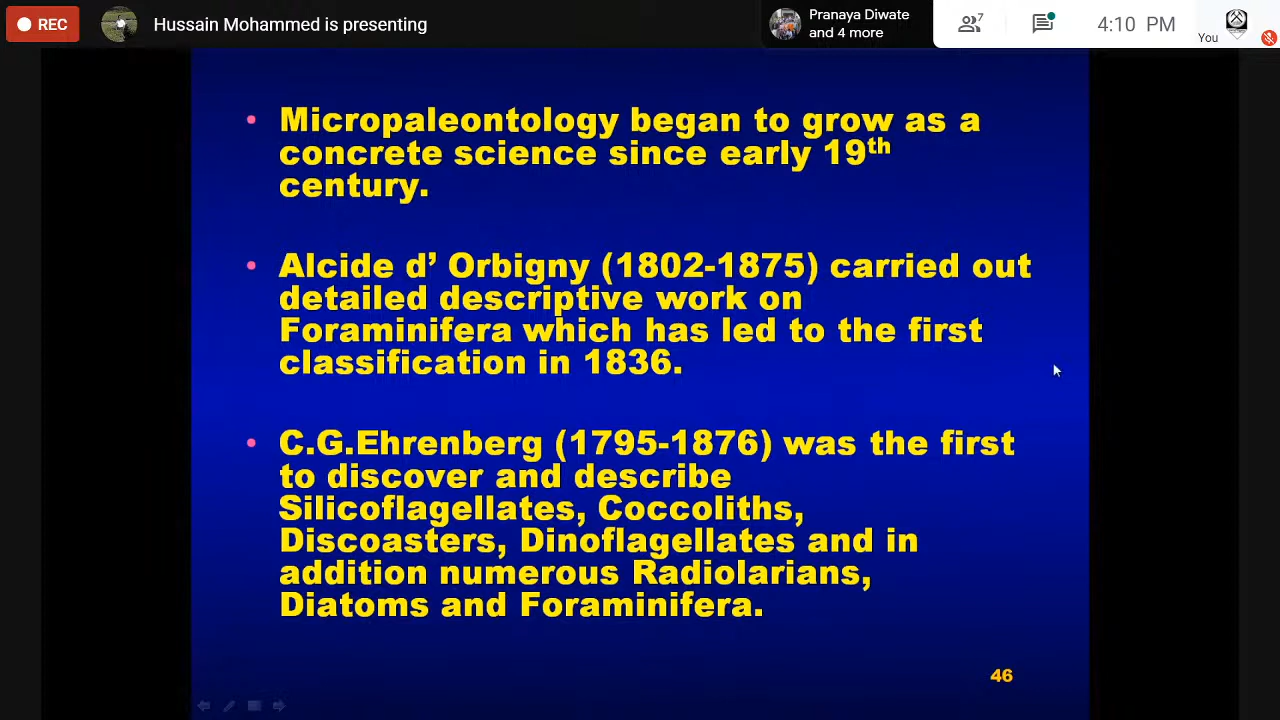 REC
Hussain Mohammed is presenting
Pranaya Diwate
and 4 more
7
4:10 PM
You
• Micropaleontology began to grow as a
concrete science since early 19th
century.
• Alcide d’ Orbigny (1802-1875) carried out
detailed descriptive work on
Foraminifera which has led to the first
classification in 1836.
• C.G.Ehrenberg (1795-1876) was the first
to discover and describe
Silicoflagellates, Coccoliths,
Discoasters, Dinoflagellates and in
addition numerous Radiolarians,
Diatoms and Foraminifera.
46